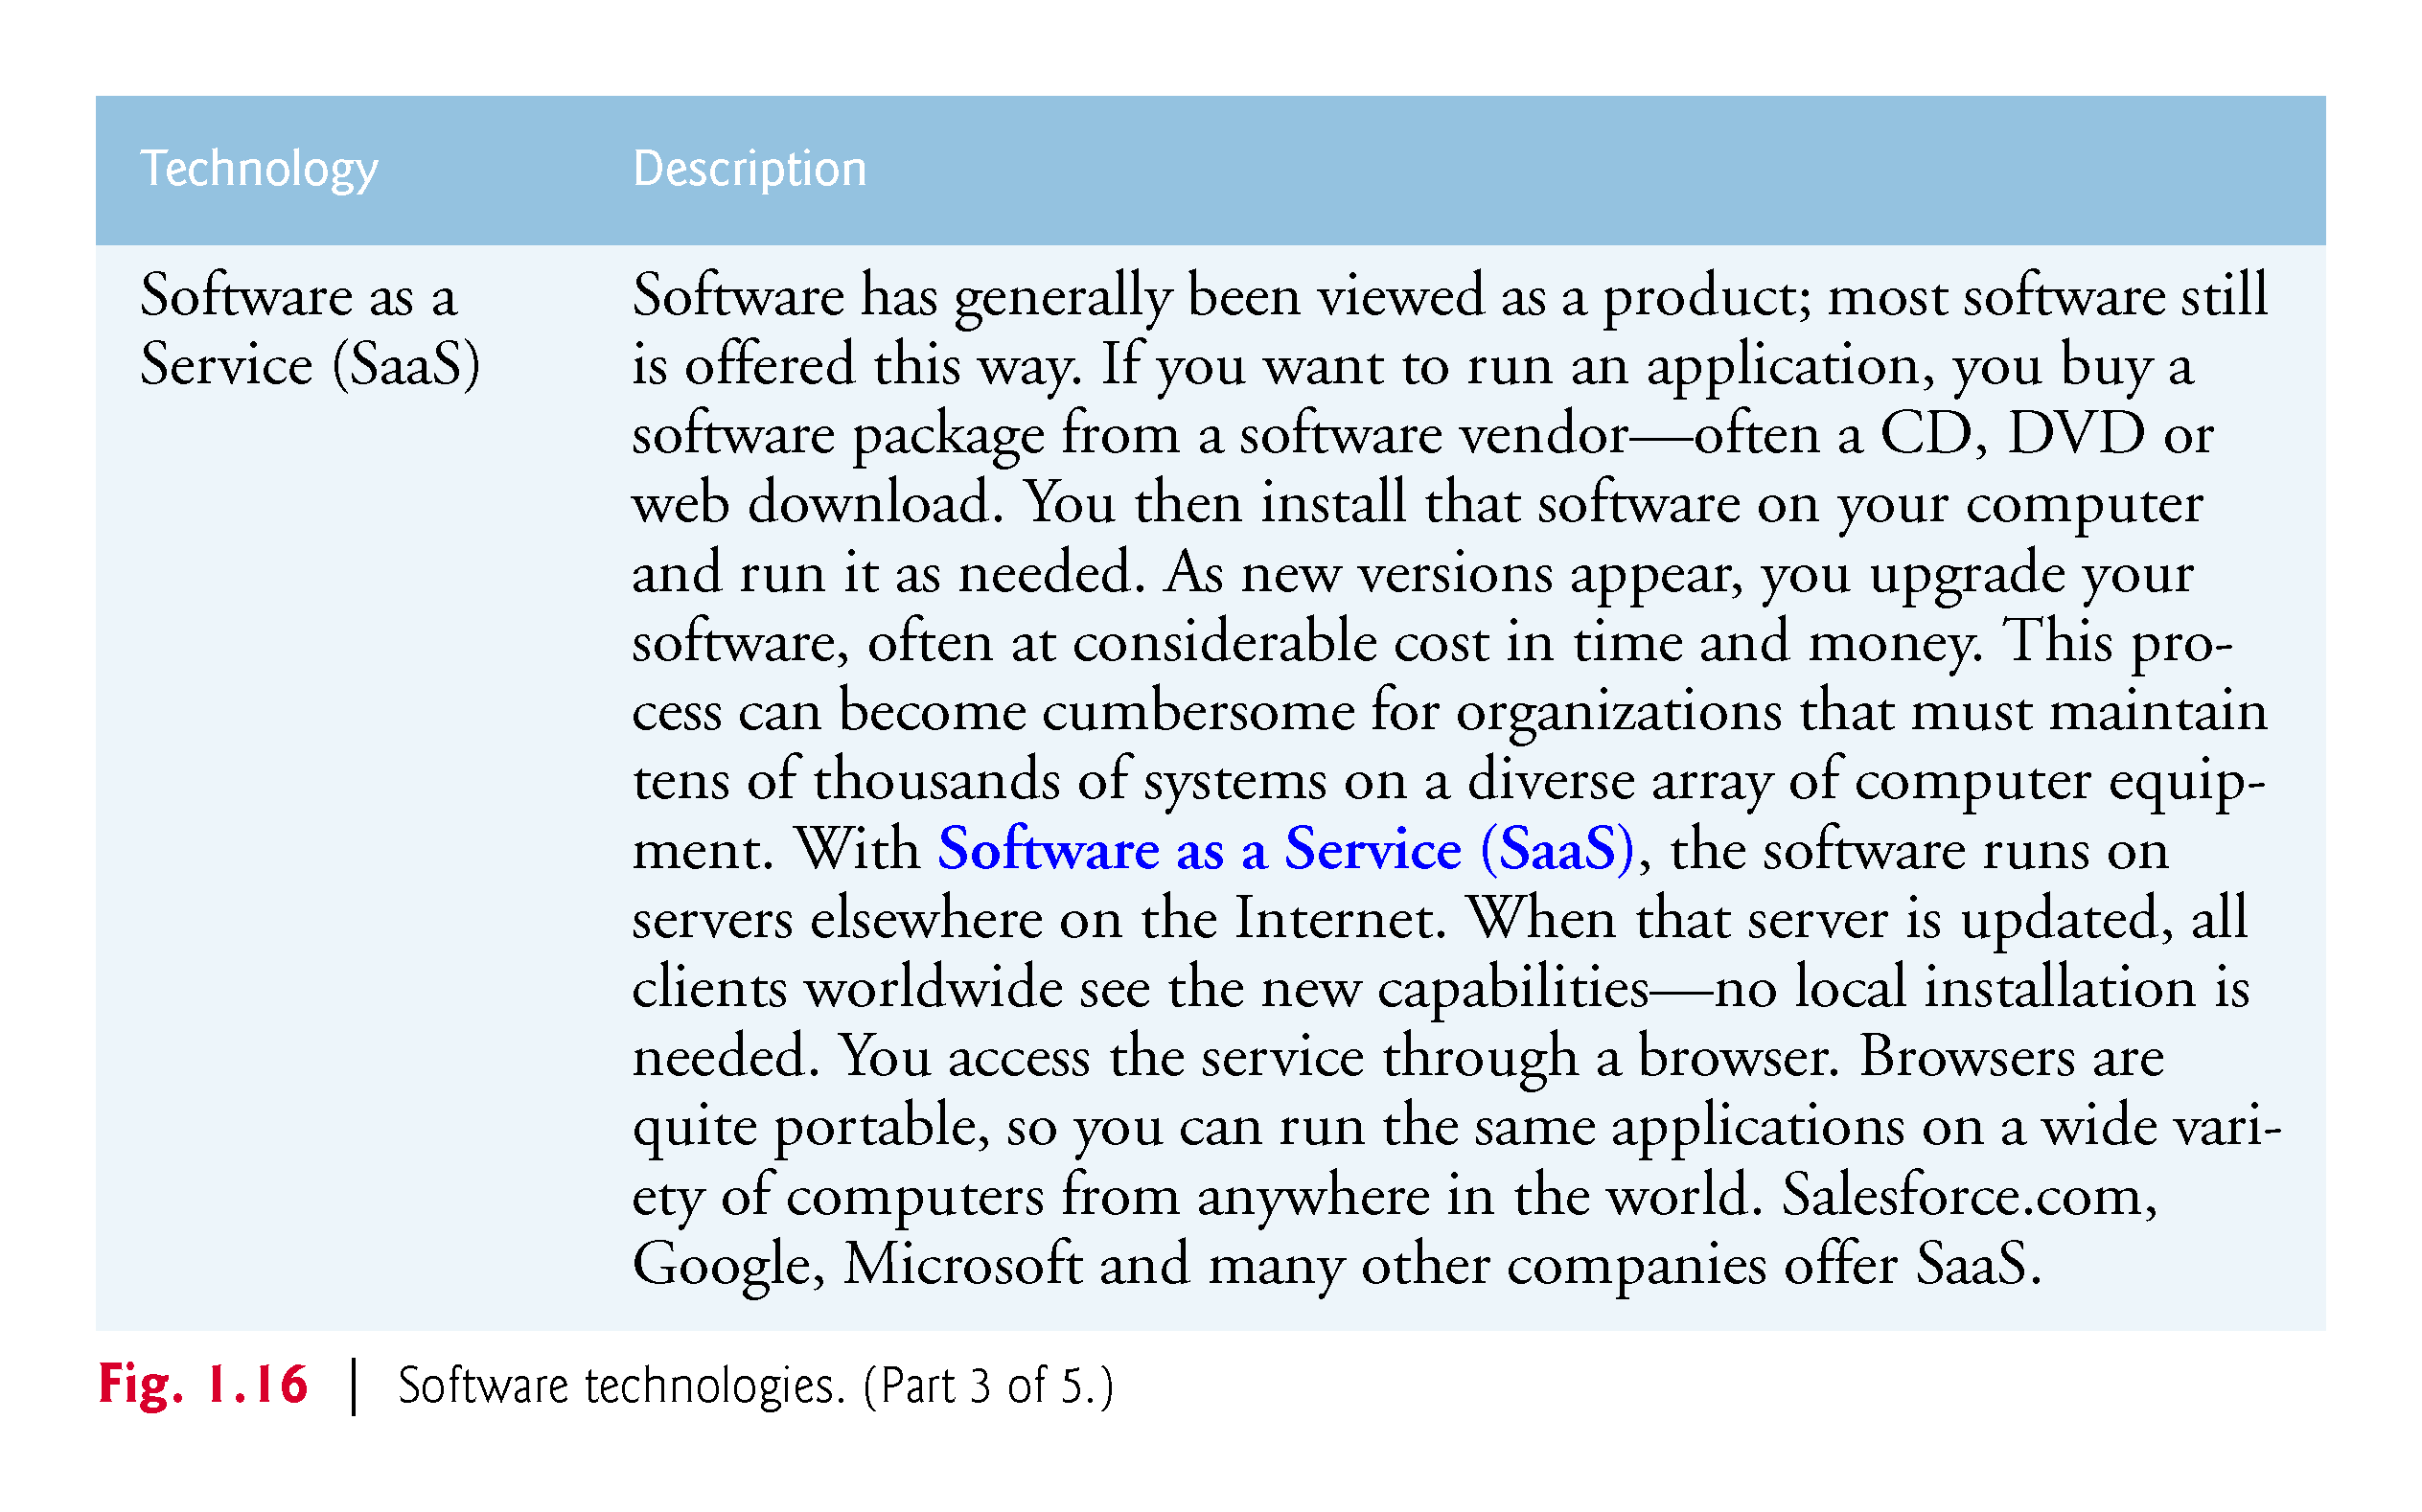 Technology Description
Software as a Software has generally been viewed as a product; most software still
Service (SaaS) is offered this way. If you want to run an application, you buy a
software package from a software vendor—often a CD, DVD or
web download. You then install that software on your computer
and run it as needed. As new versions appear, you upgrade your
software, often at considerable cost in time and money. This pro-
cess can become cumbersome for organizations that must maintain
tens of thousands of systems on a diverse array of computer equip-
ment. With Software as a Service (SaaS), the software runs on
servers elsewhere on the Internet. When that server is updated, all
clients worldwide see the new capabilities—no local installation is
needed. You access the service through a browser. Browsers are
quite portable, so you can run the same applications on a wide vari-
ety of computers from anywhere in the world. Salesforce.com,
Google, Microsoft and many other companies offer SaaS.
Fig. 1.16 | Software technologies. (Part 3 of 5.)